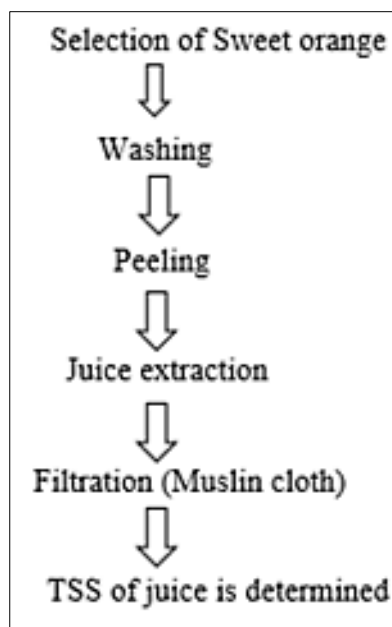 Selection of Sweet orange
Washing
Peeling
Juice extraction
Filtration (Muslin cloth)
TSS of juice is determined